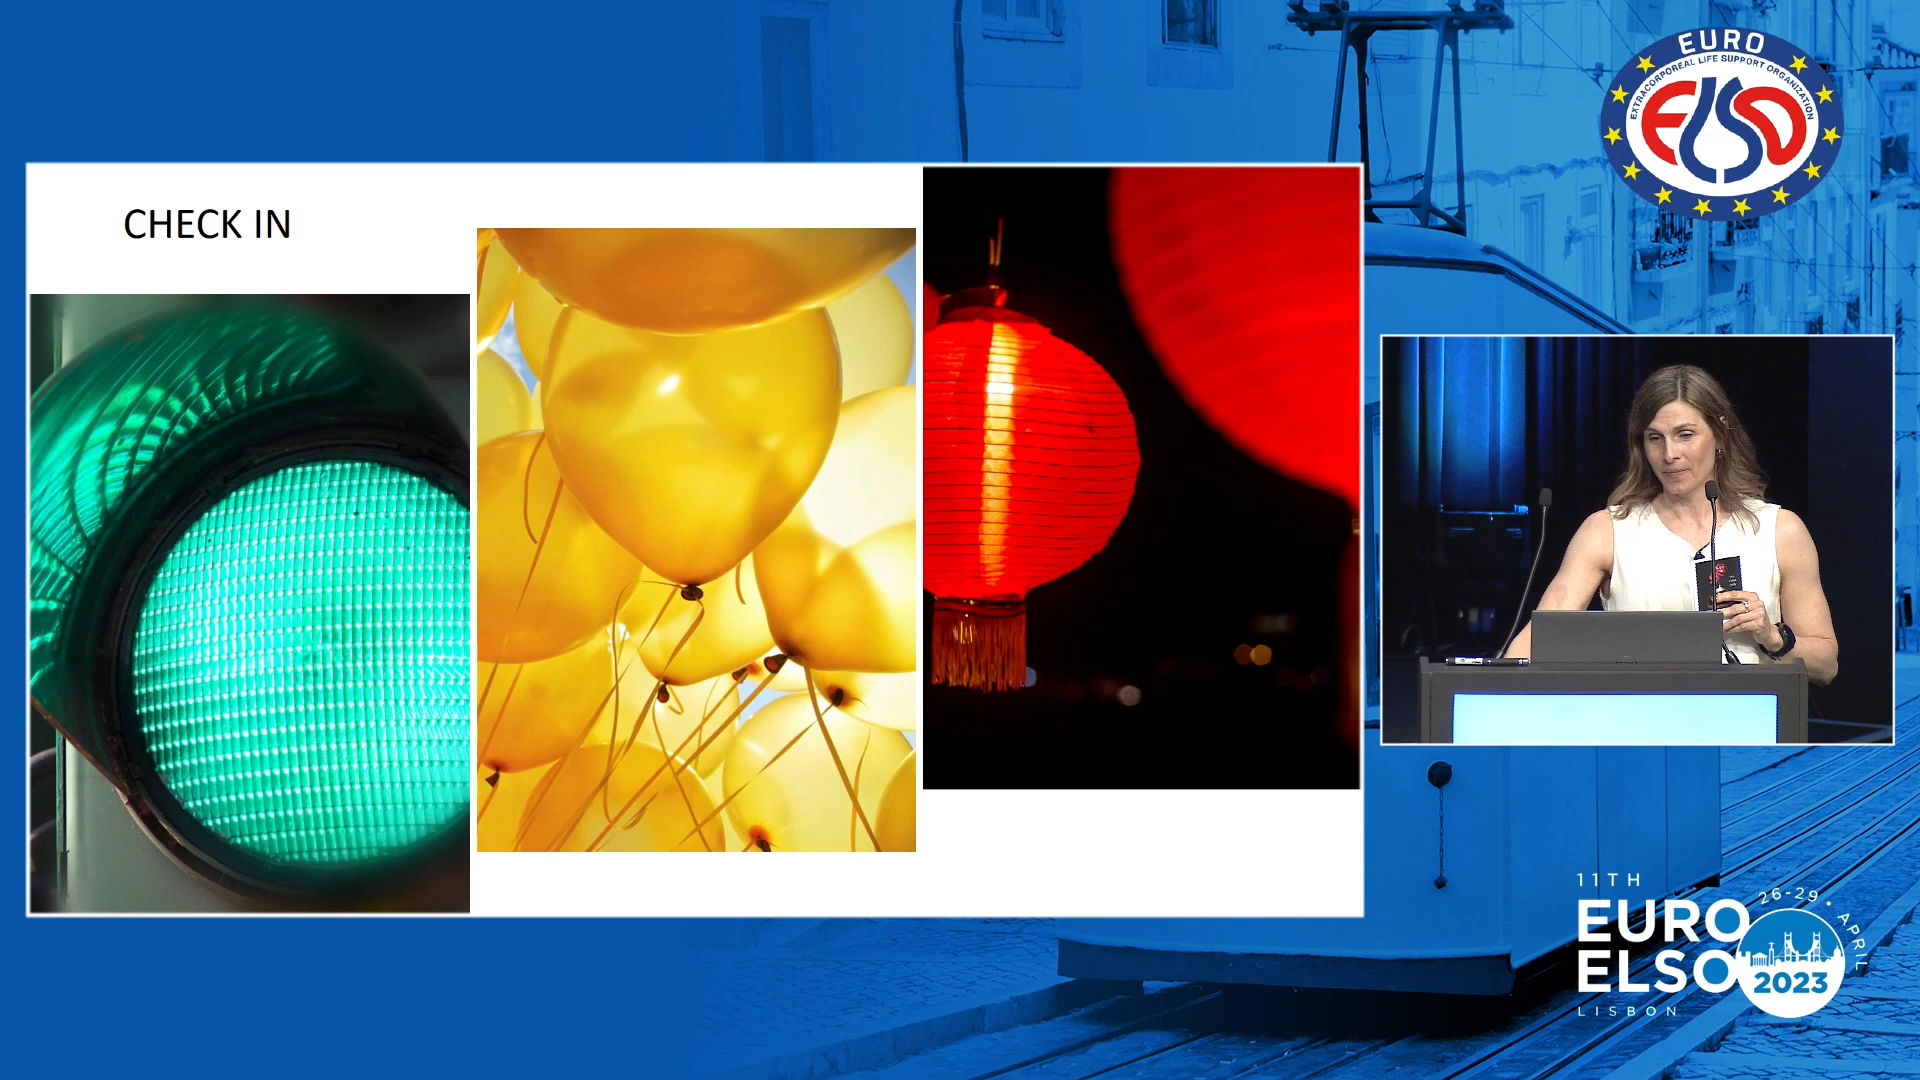 CHECK IN
EURO
EXTRACORPOREAL LIFE SUPPORT ORGANIZATION
ELSO
11TH
EURO
ELSO
26-29 • APRIL
2023
LISBON